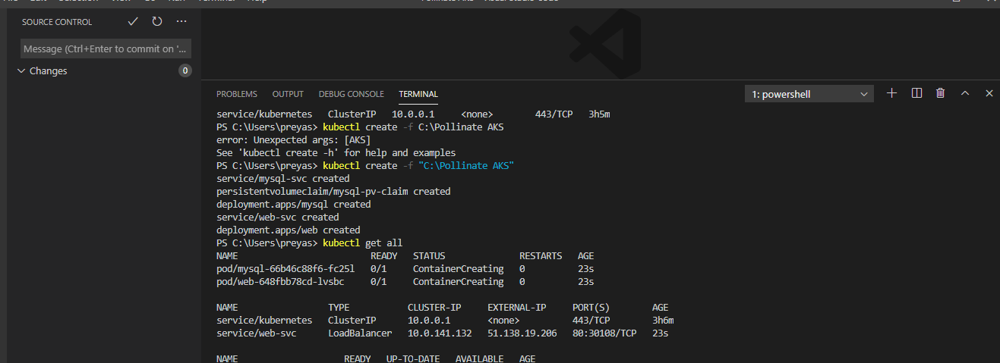 SOURCE CONTROL
Message (Ctrl+Enter to commit on '...
Changes
0
PROBLEMS OUTPUT DEBUG CONSOLE TERMINAL
1: powershell
service/kubernetes ClusterIP 10.0.0.1 <none> 443/TCP 3h5m
PS C:\Users\preyas> kubectl create -f C:\Pollinate AKS
error: Unexpected args: [AKS]
See 'kubectl create -h' for help and examples
PS C:\Users\preyas> kubectl create -f "C:\Pollinate AKS"
service/mysql-svc created
persistentvolumeclaim/mysql-pv-claim created
deployment.apps/mysql created
service/web-svc created
deployment.apps/web created
PS C:\Users\preyas> kubectl get all
NAME READY STATUS RESTARTS AGE
pod/mysql-66b46c88f6-fc25l 0/1 ContainerCreating 0 23s
pod/web-648fbb78cd-lvsbc 0/1 ContainerCreating 0 23s
NAME TYPE CLUSTER-IP EXTERNAL-IP PORT(S) AGE
service/kubernetes ClusterIP 10.0.0.1 <none> 443/TCP 3h6m
service/web-svc LoadBalancer 10.0.141.132 51.138.19.206 80:30108/TCP 23s
NAME READY UP-TO-DATE AVAILABLE AGE